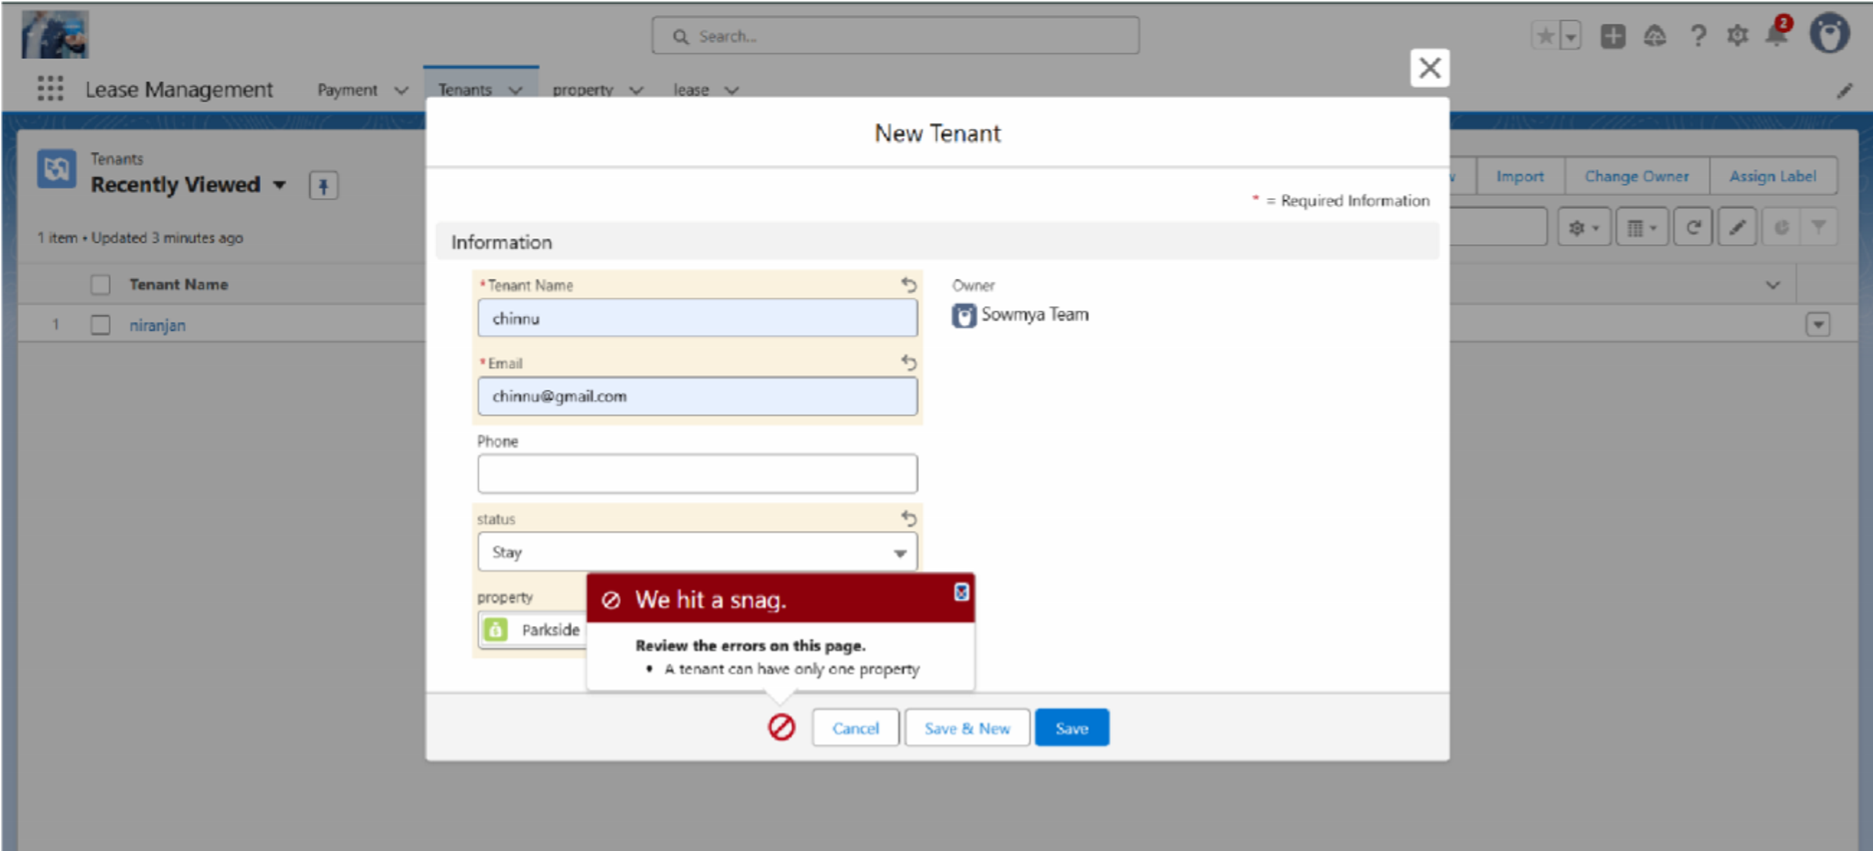 Search...
2
Lease Management
Payment
Tenants
property
lease
Tenants
Recently Viewed
1 item • Updated 3 minutes ago
Import
Change Owner
Assign Label
Tenant Name
1
niranjan
New Tenant
* = Required Information
Information
*Tenant Name
chinnu
Owner
Sowmya Team
*Email
chinnu@gmail.com
Phone
status
Stay
property
Parkside
We hit a snag.
Review the errors on this page.
• A tenant can have only one property
Cancel
Save & New
Save